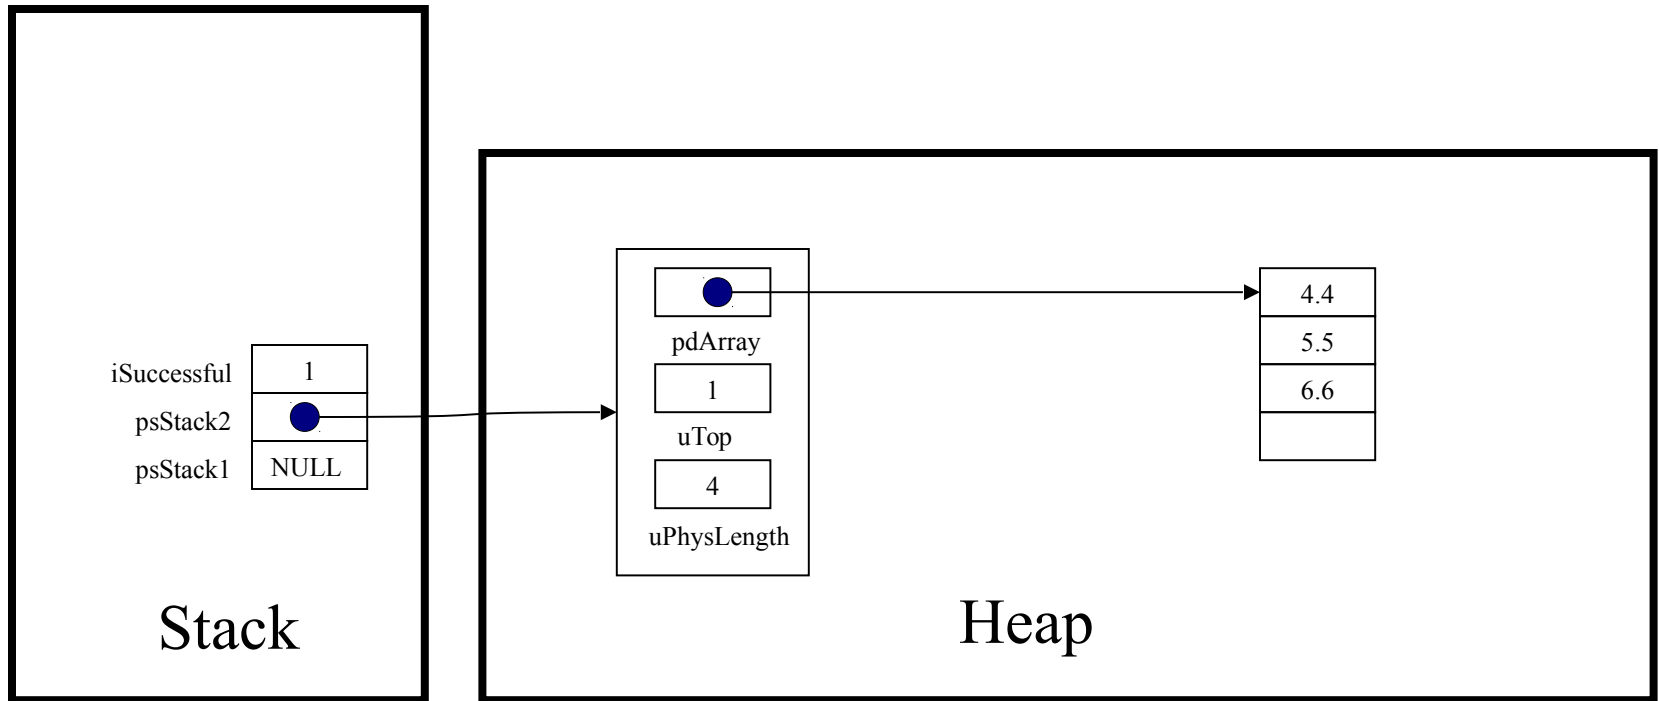 iSuccessful 1
psStack2
psStack1 NULL
Stack
pdArray
1
uTop
4
uPhysLength
4.4
5.5
6.6
Heap